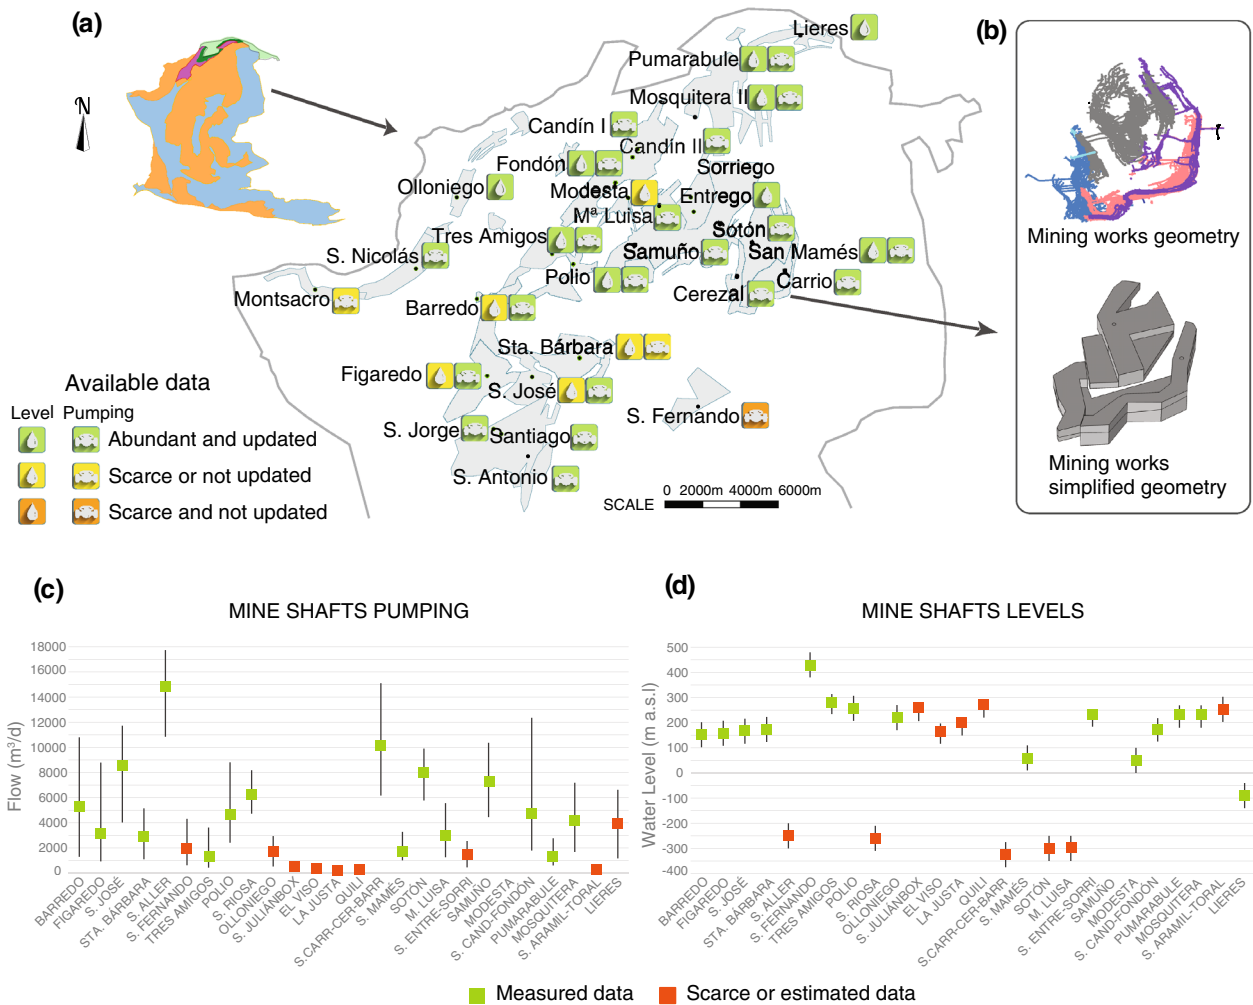 (a)
(b)
N
Lieres
Pumarabule
Mosquitera II
Candín I
Candín II
Fondón
Sorriego
Olloniego
Modesta
Entrego
Mª Luisa
Sotón
Tres Amigos
S. Nicolás
Samuño
San Mamés
Polio
Carrio
Cerezal
Montsacro
Barredo
Sta. Bárbara
Figaredo
S. José
S. Fernando
S. Jorge
Santiago
S. Antonio
Mining works geometry
Mining works
simplified geometry
Available data
Level Pumping
Abundant and updated
Scarce or not updated
Scarce and not updated
SCALE
0 2000m 4000m 6000m
(c)
MINE SHAFTS PUMPING
Flow (m³/d)
18000
16000
14000
12000
10000
8000
6000
4000
2000
0
BARREDO
FIGAREDO
S. JOSÉ
STA. BÁRBARA
S. ALLER
S. FERNANDO
TRES AMIGOS
POLIO
S. RIOSA
OLLONIEGO
S. JULIÁNBOX
EL VISO
LA JUSTA
QUILI
S.CARR-CER-BARR
S. MAMÉS
SOTÓN
M. LUISA
S. ENTRE-SORRI
SAMUÑO
MODESTA
S. CAND-FONDÓN
PUMARABULE
MOSQUITERA
S. ARAMIL-TORAL
LIERES
(d)
MINE SHAFTS LEVELS
Water Level (m a.s.l)
500
400
300
200
100
0
-100
-200
-300
-400
BARREDO
FIGAREDO
S. JOSÉ
STA. BÁRBARA
S. ALLER
S. FERNANDO
TRES AMIGOS
POLIO
S. RIOSA
OLLONIEGO
S. JULIÁNBOX
EL VISO
LA JUSTA
QUILI
S.CARR-CER-BARR
S. MAMÉS
SOTÓN
M. LUISA
S. ENTRE-SORRI
SAMUÑO
MODESTA
S. CAND-FONDÓN
PUMARABULE
MOSQUITERA
S. ARAMIL-TORAL
LIERES
Measured data
Scarce or estimated data